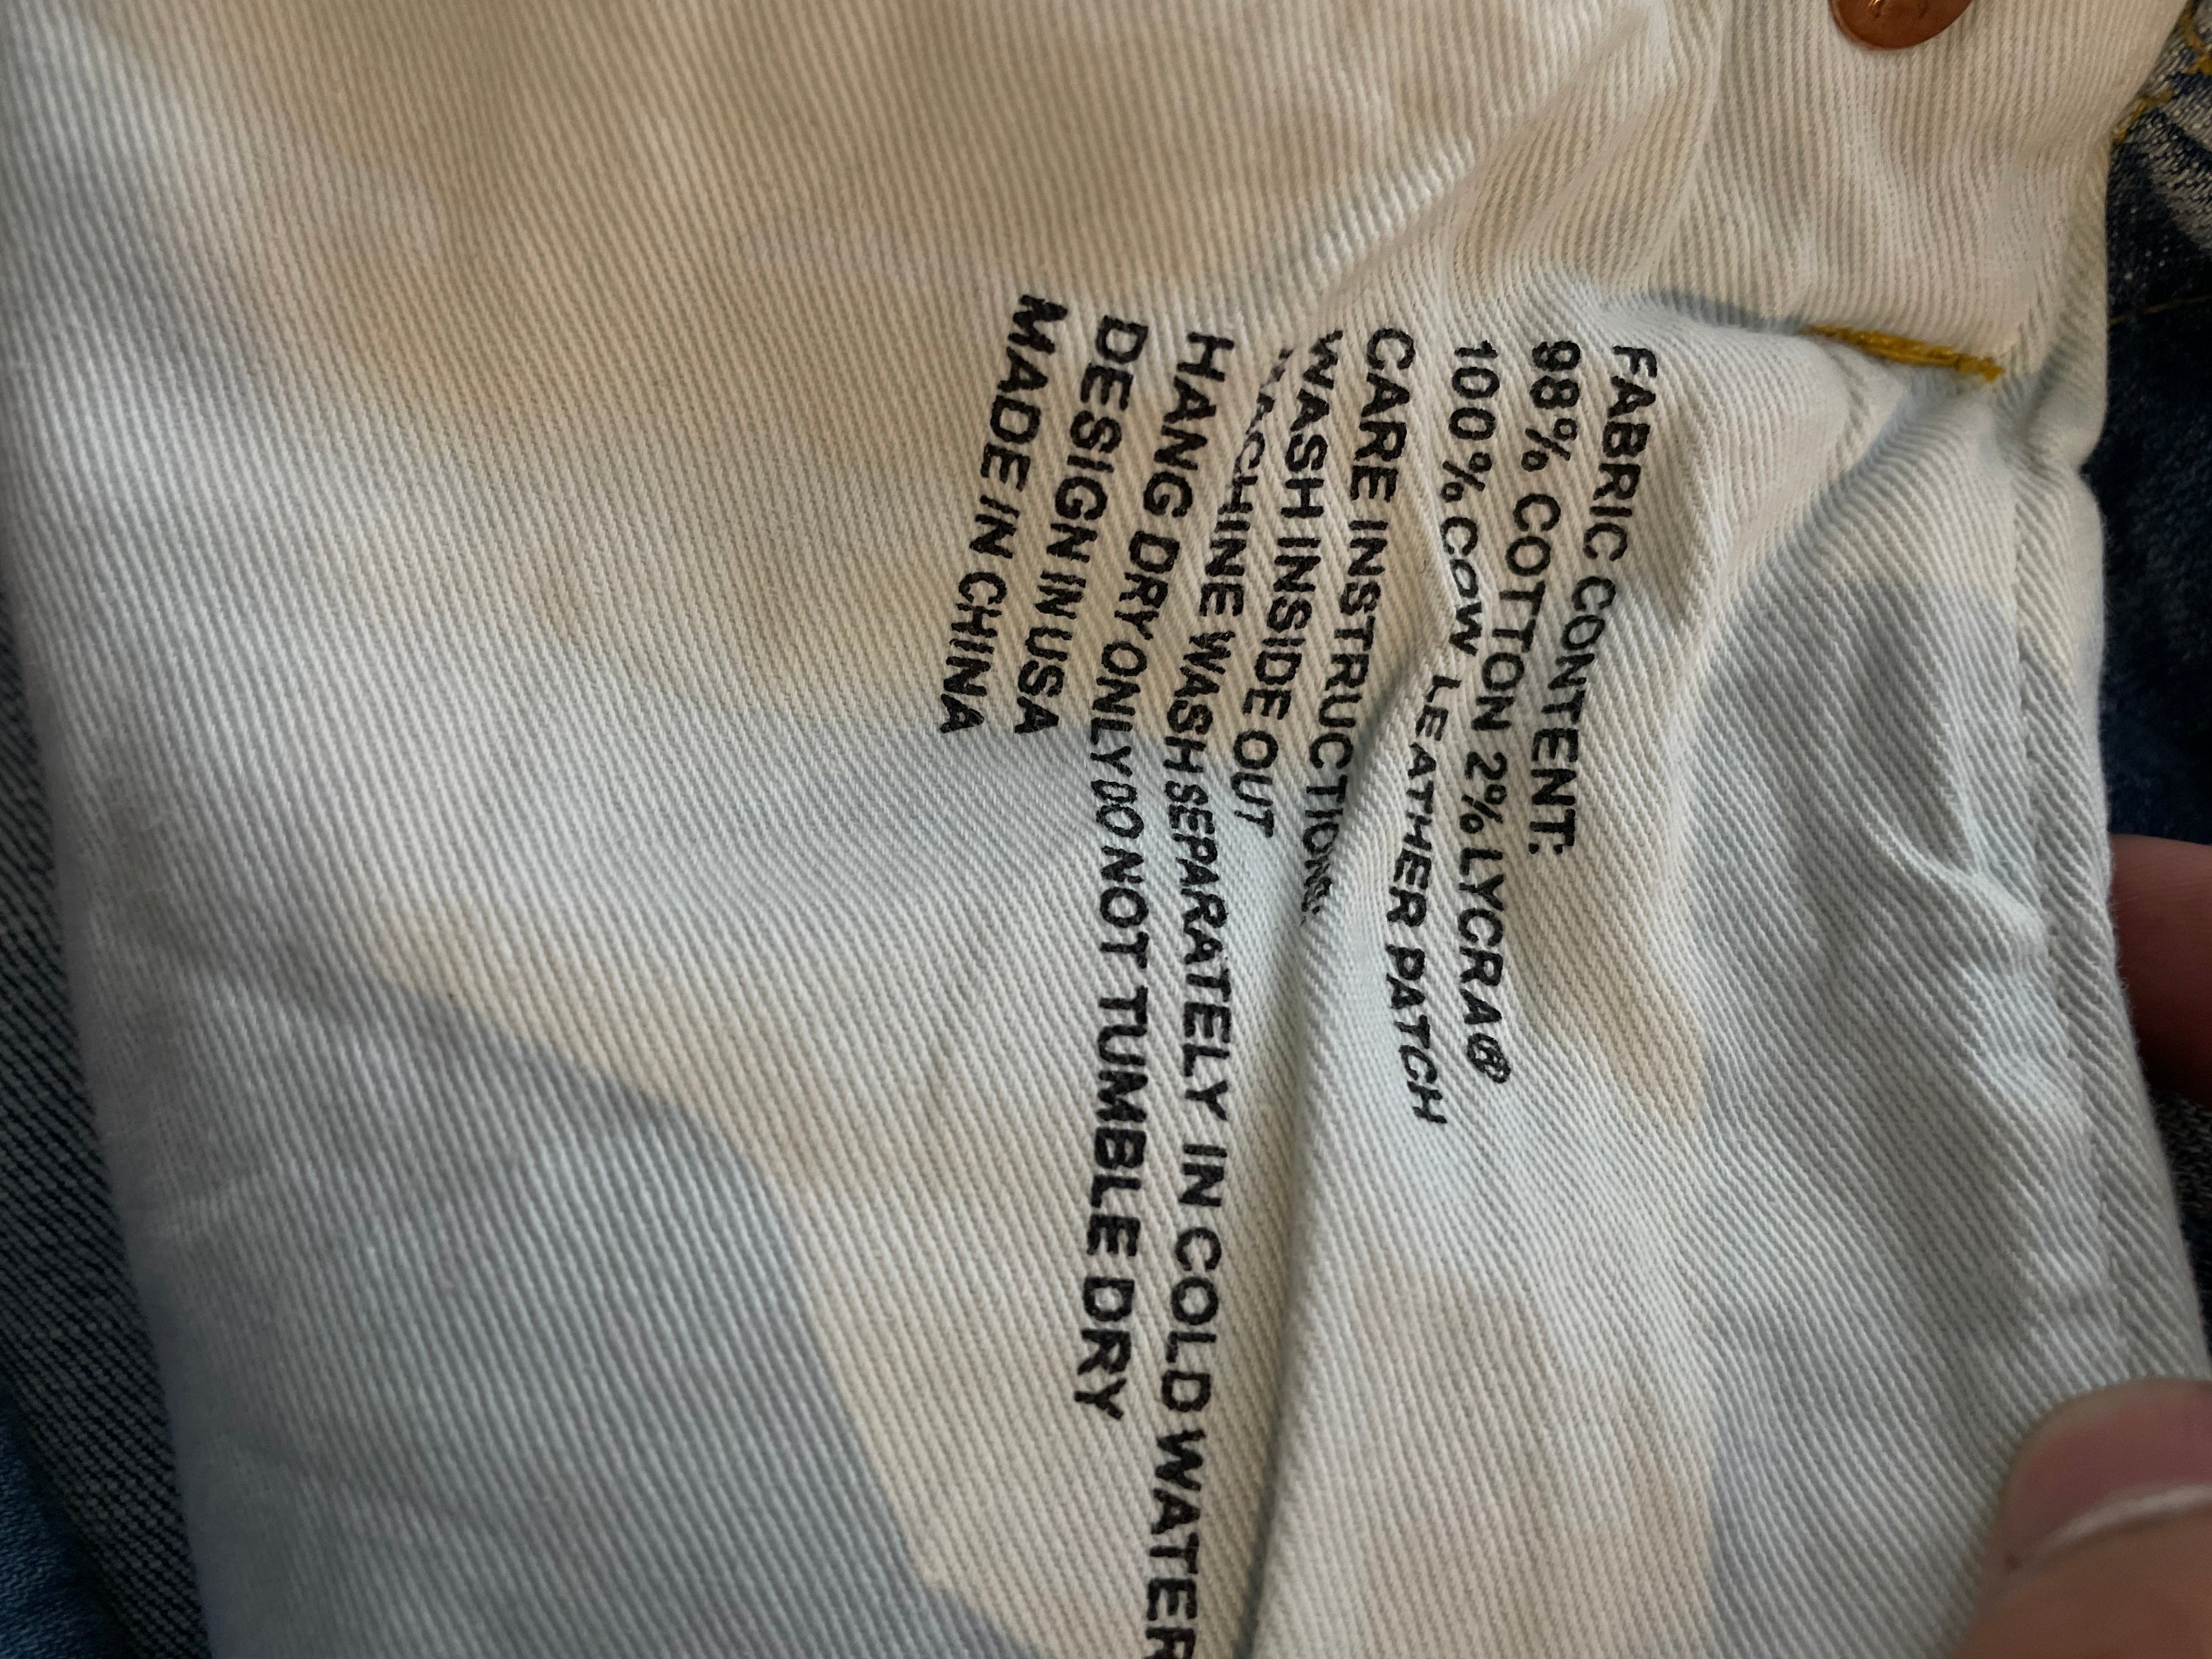 FABRIC CONTENT:
98% COTTON 2% LYCRA®
100% COW LEATHER PATCH
CARE INSTRUCTIONS:
WASH INSIDE OUT
MACHINE WASH SEPARATELY IN COLD WATER
HANG DRY ONLY DO NOT TUMBLE DRY
DESIGN IN USA
MADE IN CHINA